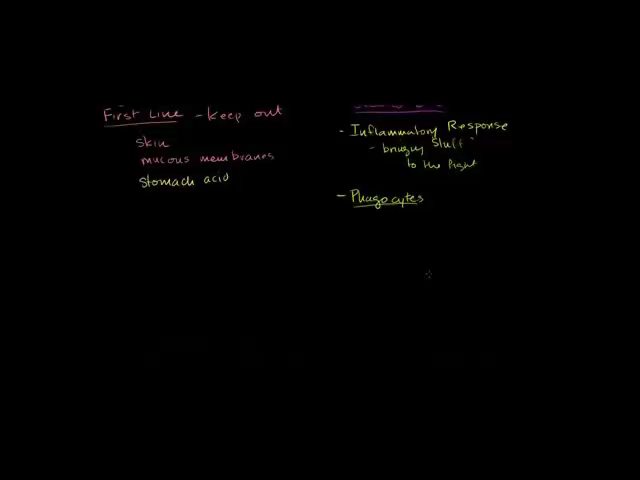 First Line - keep out
skin
mucous membranes
stomach acid
- Inflammatory Response
- bringing "stuff"
to the fight
- Phagocytes